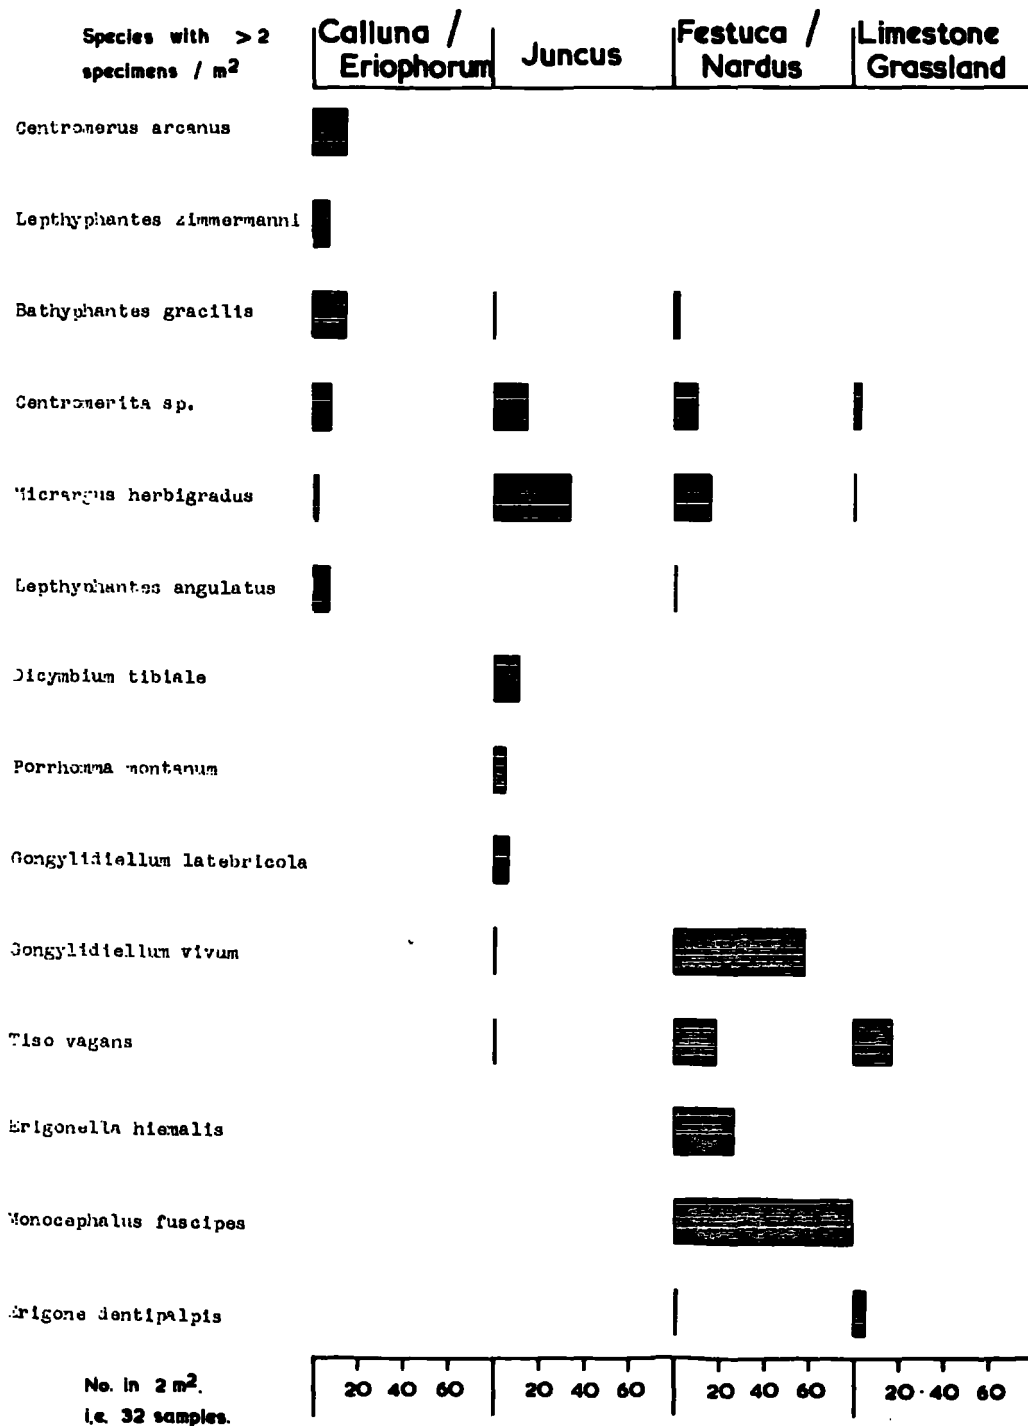 Species with > 2
specimens / m²
Calluna /
Eriophorum
Juncus
Festuca /
Nardus
Limestone
Grassland
Centromerus arcanus
Lepthyphantes zimmermanni
Bathyphantes gracilis
Centromerita sp.
Micrargus herbigradus
Lepthyphantes angulatus
Dicymbium tibiale
Porrhomma montanum
Gongylidiellum latebricola
Gongylidiellum vivum
Tiso vagans
Erigonella hiemalis
Monocephalus fuscipes
Erigone dentipalpis
No. in 2 m².
i.e. 32 samples.
20 40 60 20 40 60 20 40 60 20 40 60